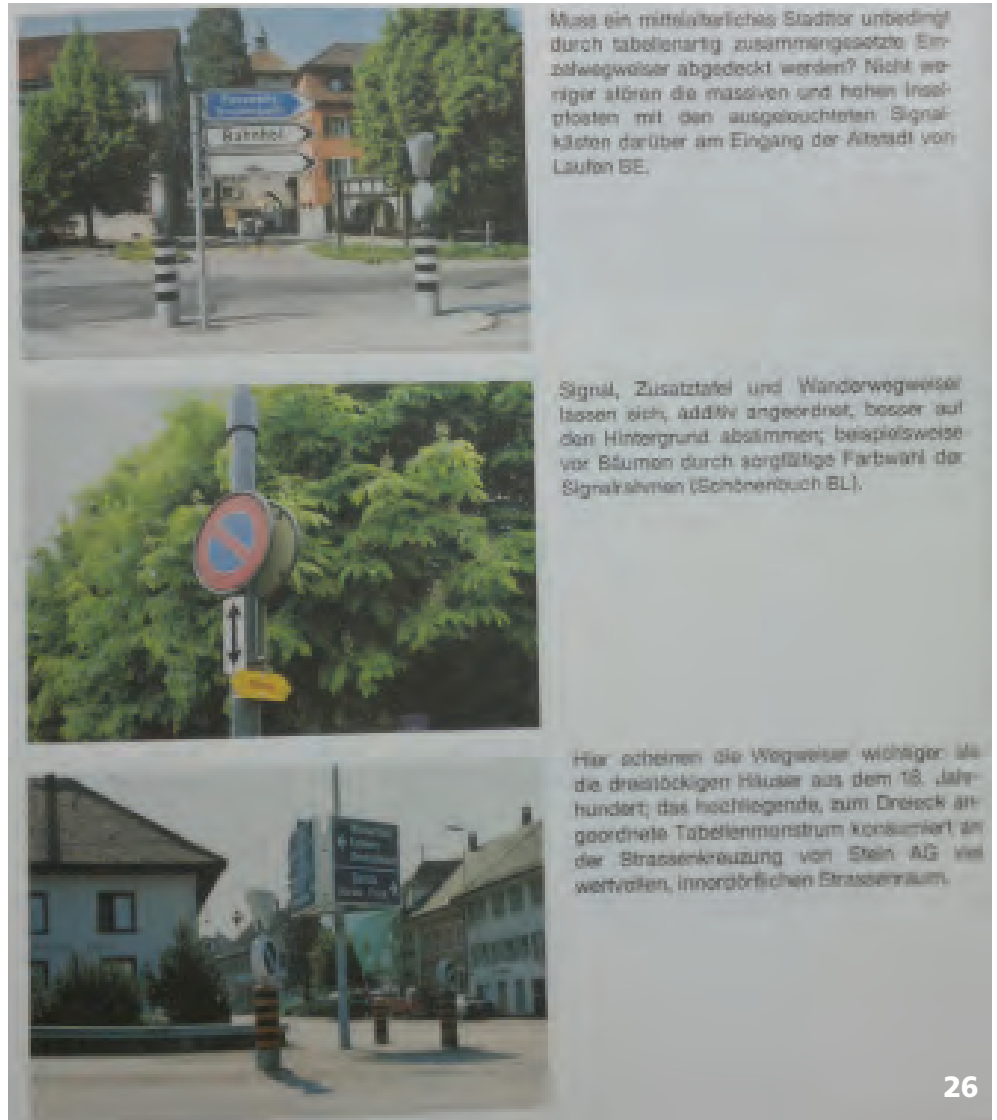 Bahnhof
Muss ein mittelalterliches Stadttor unbedingt
durch tabellenartig zusammengesetzte Ein-
zelwegweiser abgedeckt werden? Nicht we-
niger stören die massiven und hohen Insel-
pfosten mit den ausgeleuchteten Signal-
kästen darüber am Eingang der Altstadt von
Laufen BE.
Signal, Zusatztafel und Wanderwegweiser
lassen sich, additiv angeordnet, besser auf
den Hintergrund abstimmen; beispielsweise
vor Bäumen durch sorgfältige Farbwahl der
Signalrahmen (Schönenbuch BL).
Hier scheinen die Wegweiser wichtiger als
die dreistöckigen Häuser aus dem 18. Jahr-
hundert; das hochliegende, zum Dreieck an-
geordnete Tabellenmonstrum konsumiert an
der Strassenkreuzung von Stein AG viel
wertvollen, innerdörflichen Strassenraum.
26